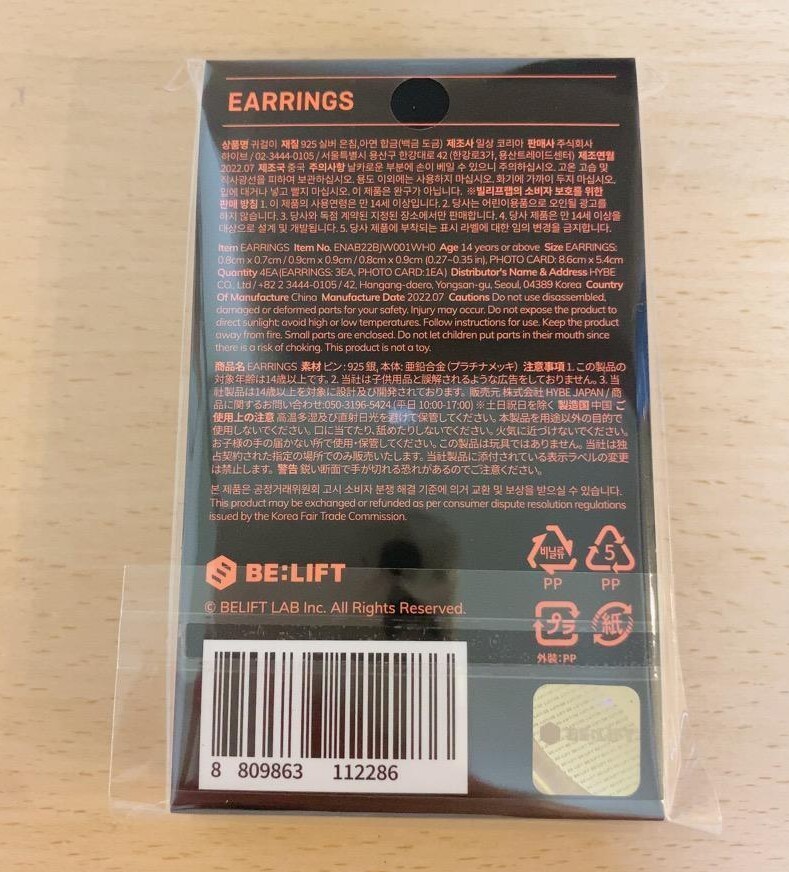 EARRINGS
상품명 귀걸이 재질 925 실버 은침,아연 합금(백금 도금) 제조사 일상 코리아 판매사 주식회사
하이브 / 02-3444-0105 / 서울특별시 용산구 한강대로 42 (한강로3가, 용산트레이드센터) 제조연월
2022.07 제조국 중국 주의사항 날카로운 부분에 손이 베일 수 있으니 주의하십시오. 고온 고습 및
직사광선을 피하여 보관하십시오. 용도 이외에는 사용하지 마십시오. 화기에 가까이 두지 마십시오.
입에 대거나 넣고 빨지 마십시오. 이 제품은 완구가 아닙니다. ※빌리프랩의 소비자 보호를 위한
판매 방침 1. 이 제품의 사용연령은 만 14세 이상입니다. 2. 당사는 어린이용품으로 오인될 광고를
하지 않습니다. 3. 당사와 독점 계약된 지정된 장소에서만 판매합니다. 4. 당사 제품은 만 14세 이상을
대상으로 설계 및 개발됩니다. 5. 당사 제품에 부착되는 표시 라벨에 대한 임의 변경을 금지합니다.
Item EARRINGS Item No. ENAB22BJW001WH0 Age 14 years or above Size EARRINGS:
0.8cm x 0.7cm / 0.9cm x 0.9cm / 0.8cm x 0.9cm (0.27~0.35 in), PHOTO CARD: 8.6cm x 5.4cm
Quantity 4EA(EARRINGS: 3EA, PHOTO CARD:1EA) Distributor's Name & Address HYBE
CO., Ltd / +82 2 3444-0105 / 42, Hangang-daero, Yongsan-gu, Seoul, 04389 Korea Country
Of Manufacture China Manufacture Date 2022.07 Cautions Do not use disassembled,
damaged or deformed parts for your safety. Injury may occur. Do not expose the product to
direct sunlight; avoid high or low temperatures. Follow instructions for use. Keep the product
away from fire. Small parts are enclosed. Do not let children put parts in their mouth since
there is a risk of choking. This product is not a toy.
商品名 EARRINGS 素材 ピン : 925 銀, 本体: 亜鉛合金 (プラチナメッキ) 注意事項 1. この製品の
対象年齢は14歳以上です。2. 当社は子供用品と誤解されるような広告をしておりません。3. 当
社製品は14歳以上を対象に設計及び開発されております。販売元 株式会社 HYBE JAPAN / 商
品に関するお問い合わせ:050-3196-5424 (平日 10:00-17:00) ※土日祝日を除く 製造国 中国 ご
使用上の注意 高温多湿及び直射日光を避けて保管してください。本製品を用途以外の目的で
使用しないでください。口に当てたり、舐めたりしないでください。火気に近づけないでください。
お子様の手の届かない所で使用・保管してください。この製品は玩具ではありません。当社は独
占契約された指定の場所でのみ販売いたします。当社製品に添付されている表示ラベルの変更
は禁止します。警告 鋭い断面で手が切れる恐れがあるのでご注意ください。
본 제품은 공정거래위원회 고시 소비자 분쟁 해결 기준에 의거 교환 및 보상을 받으실 수 있습니다.
This product may be exchanged or refunded as per consumer dispute resolution regulations
issued by the Korea Fair Trade Commission.
비닐류 5
PP PP
BE:LIFT
© BELIFT LAB Inc. All Rights Reserved.
プラ 紙
外装:PP
BE:LIFT
8 809863 112286